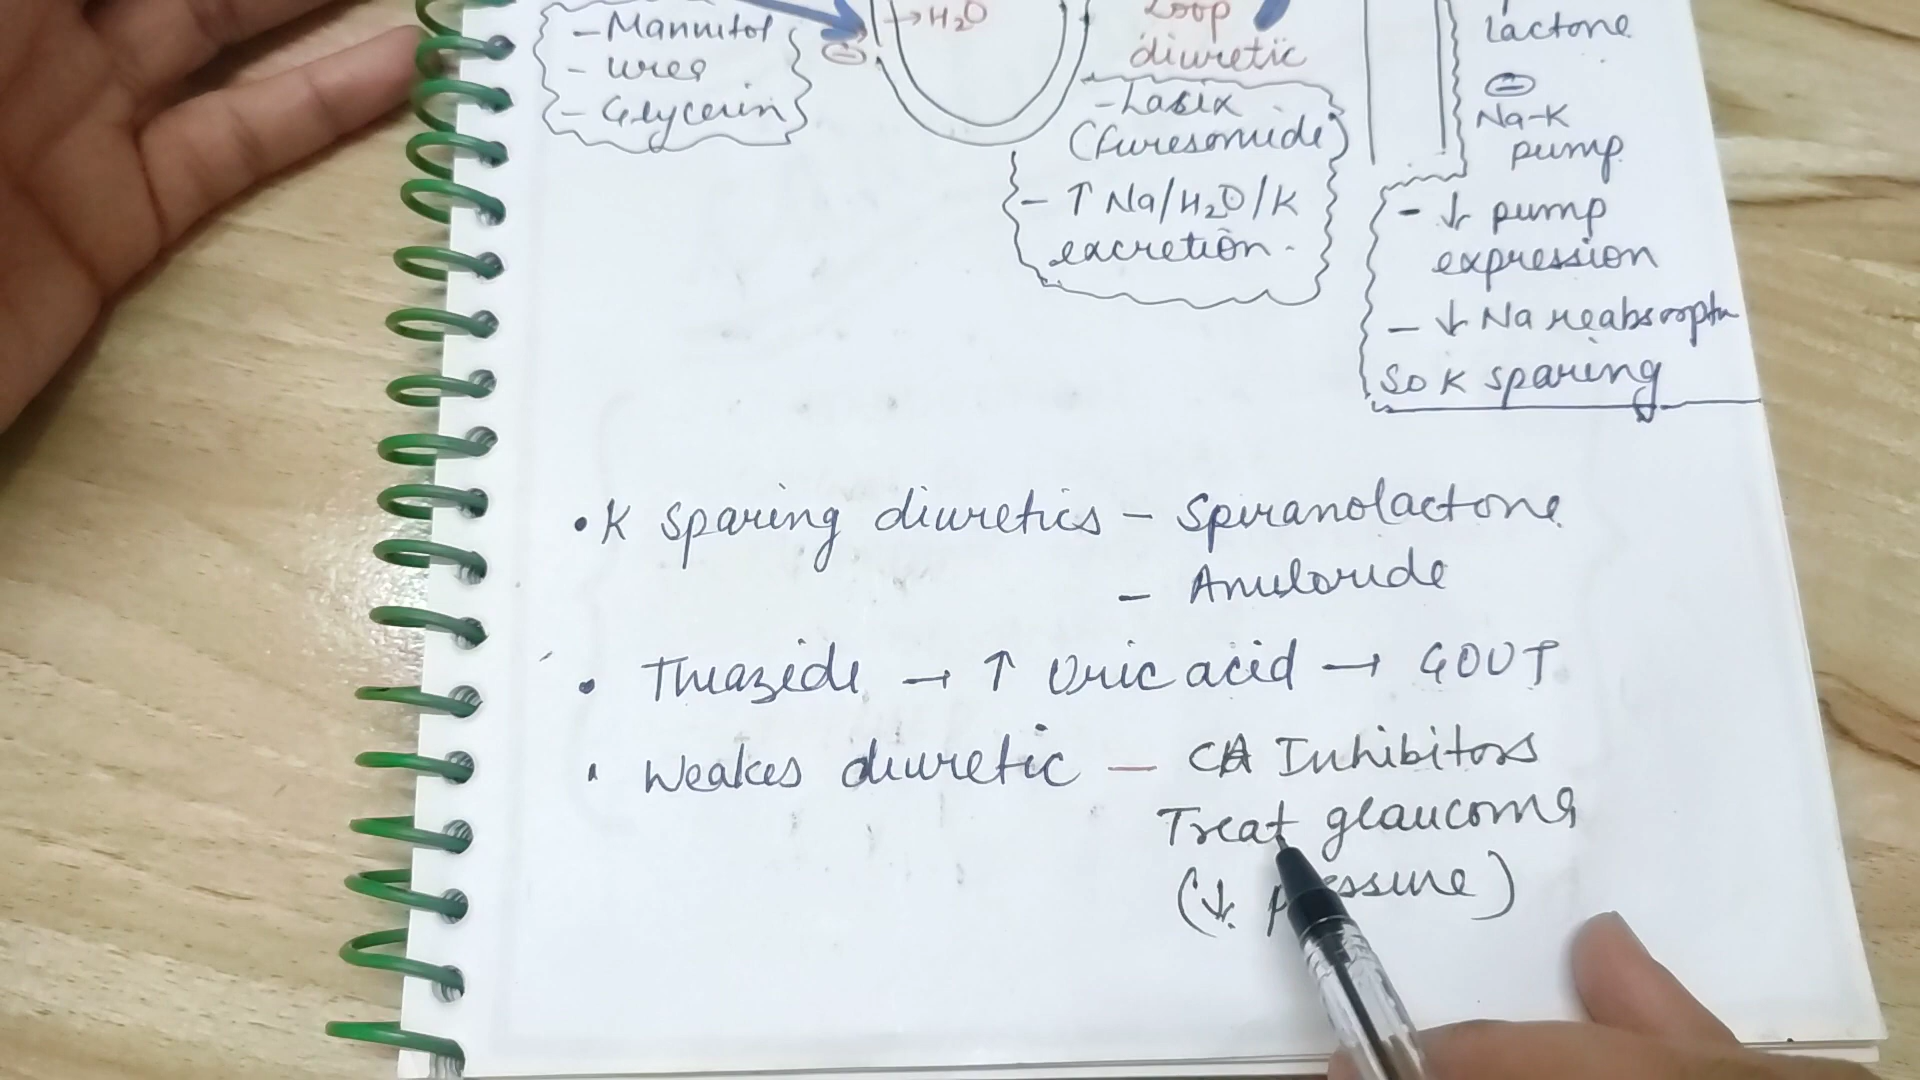 - Mannitol
- urea
- Glycerin
→ H₂O
⊖
Loop
diuretic
- Lasix
(Furesomide)
- ↑ Na/H₂O/K
excretion.
lactone
⊖
Na-K
pump
- ↓ pump
expression
- ↓ Na reabsorptn
So K sparing
• K sparing diuretics - Spiranolactone
- Amiloride
• Thiazide → ↑ Uric acid → GOUT
• Weakes diuretic — CA Inhibitors
Treat glaucoma
(↓ pressure)